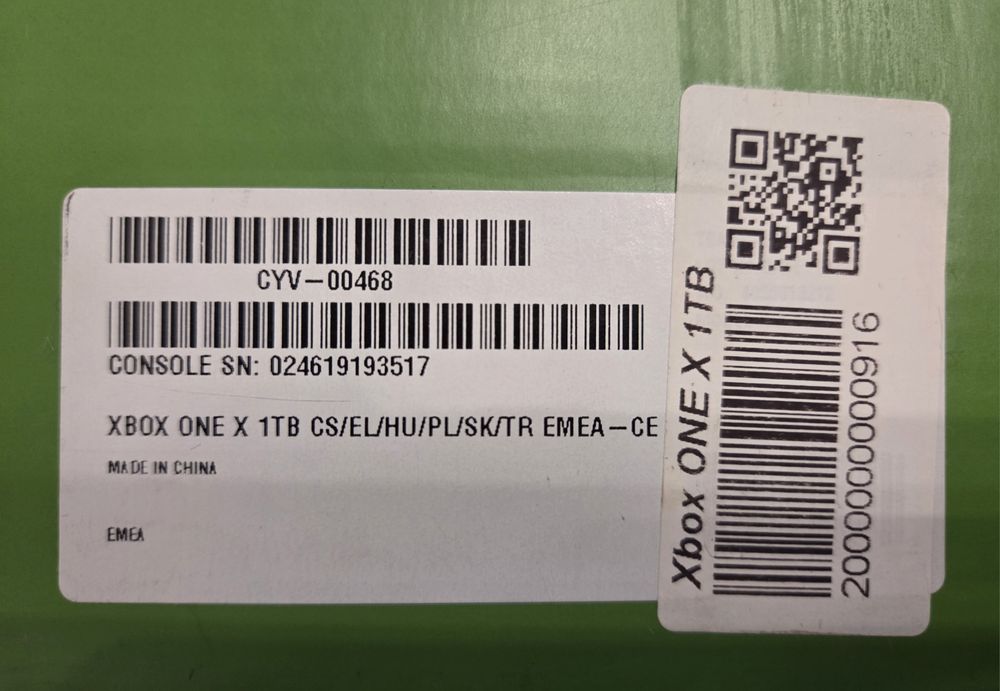 CYV-00468
CONSOLE SN: 024619193517
XBOX ONE X 1TB CS/EL/HU/PL/SK/TR EMEA-CE
MADE IN CHINA
EMEA
Xbox ONE X 1TB
2000000000916